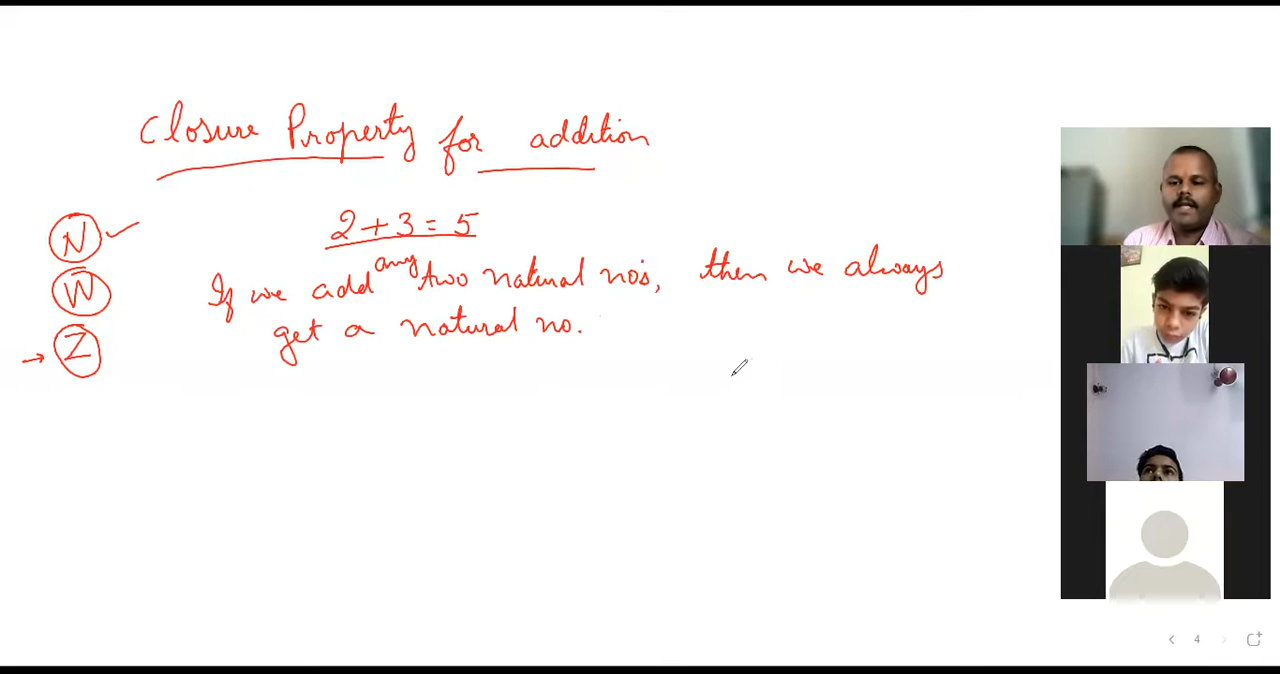 Closure Property for addition
N
2 + 3 = 5
W
If we add any two natural no's, then we always
get a natural no.
→ Z
4